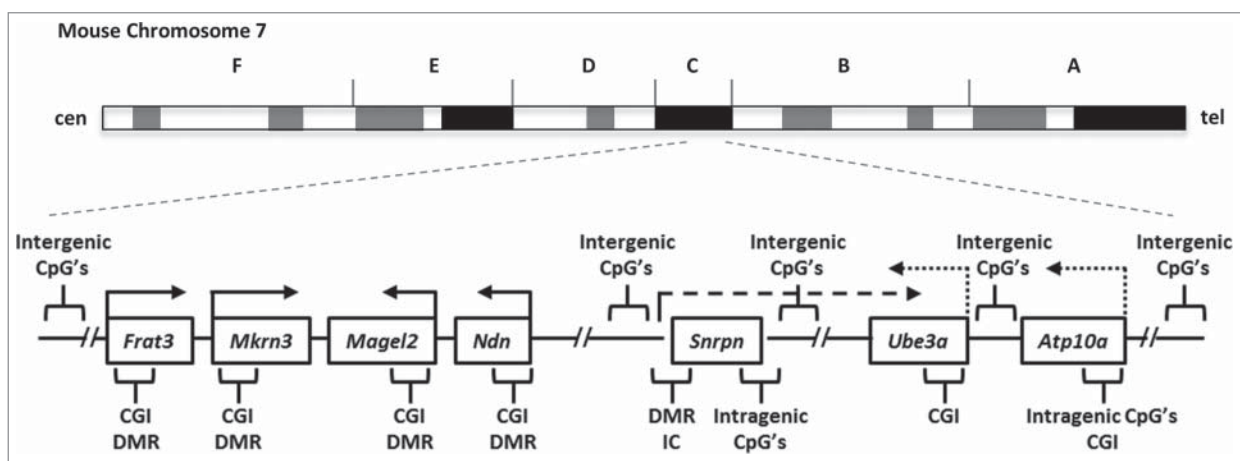 Mouse Chromosome 7
F E D C B A
cen tel
Intergenic CpG's
Intergenic CpG's
Intergenic CpG's
Intergenic CpG's
Intergenic CpG's
Frat3 Mkrn3 Magel2 Ndn Snrpn Ube3a Atp10a
CGI DMR
CGI DMR
CGI DMR
CGI DMR
DMR IC
Intragenic CpG's
CGI
Intragenic CpG's CGI